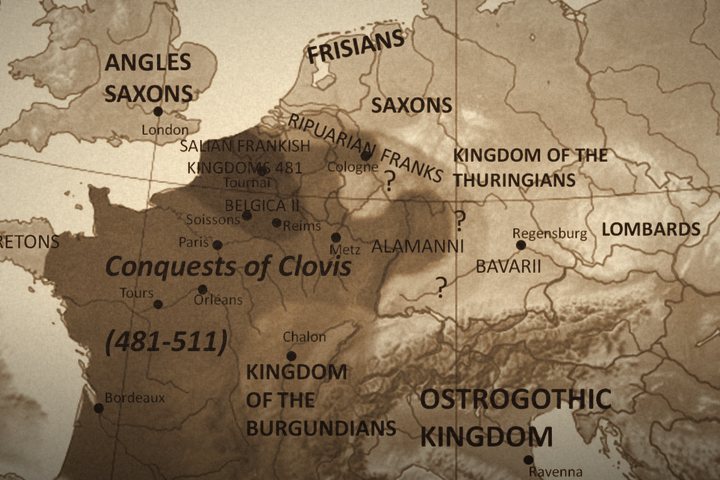 FRISIANS
ANGLES
SAXONS
SAXONS
London
RIPUARIAN FRANKS
SALIAN FRANKISH
KINGDOMS 481
Cologne
?
KINGDOM OF THE
THURINGIANS
Tournai
BELGICA II
Soissons
Reims
?
Regensburg
LOMBARDS
RETONS
Paris
Metz
ALAMANNI
BAVARII
Conquests of Clovis
Tours
Orléans
?
(481-511)
Chalon
KINGDOM
OF THE
BURGUNDIANS
Bordeaux
OSTROGOTHIC
KINGDOM
Ravenna